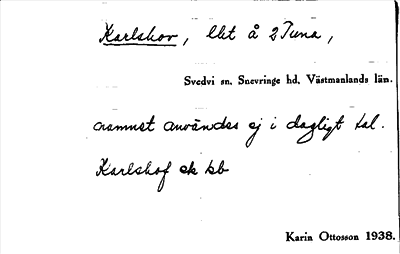 Karlshov, lht å 2 Tuna,
Svedvi sn. Snevringe hd. Västmanlands län.
namnet användes ej i dagligt tal.
Karlshof ek kb
Karin Ottosson 1938.